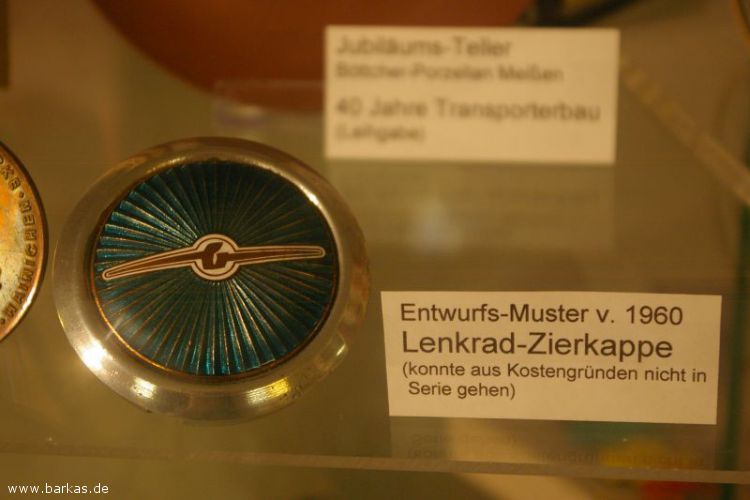 Jubiläums-Teller
Böttcher-Porzellan Meißen
40 Jahre Transporterbau
(Leihgabe)
Entwurfs-Muster v. 1960
Lenkrad-Zierkappe
(konnte aus Kostengründen nicht in
Serie gehen)
www.barkas.de